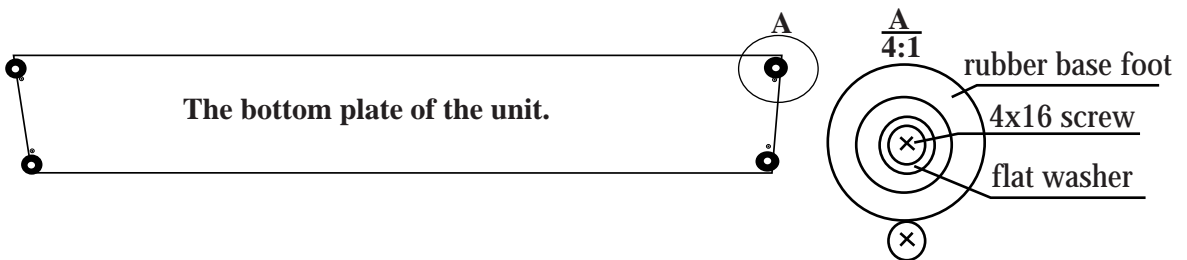 A
The bottom plate of the unit.
A
4:1
rubber base foot
4x16 screw
flat washer